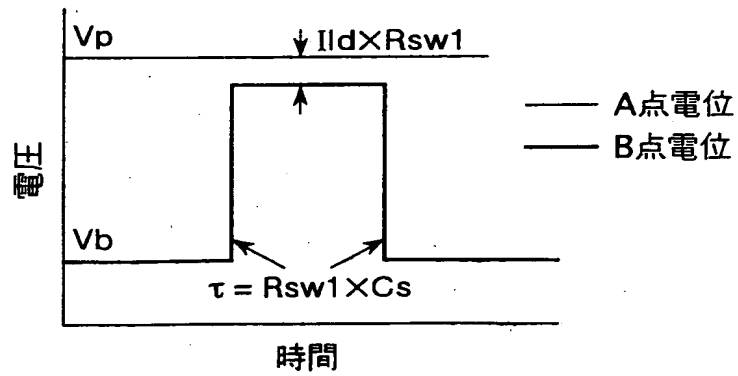 Vp
Ild×Rsw1
A点電位
B点電位
電圧
Vb
τ = Rsw1×Cs
時間